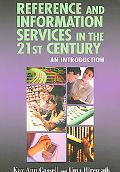 REFERENCE AND
INFORMATION
SERVICES IN THE
21ST CENTURY
AN INTRODUCTION
Kay Ann Cassell and Uma Hiremath